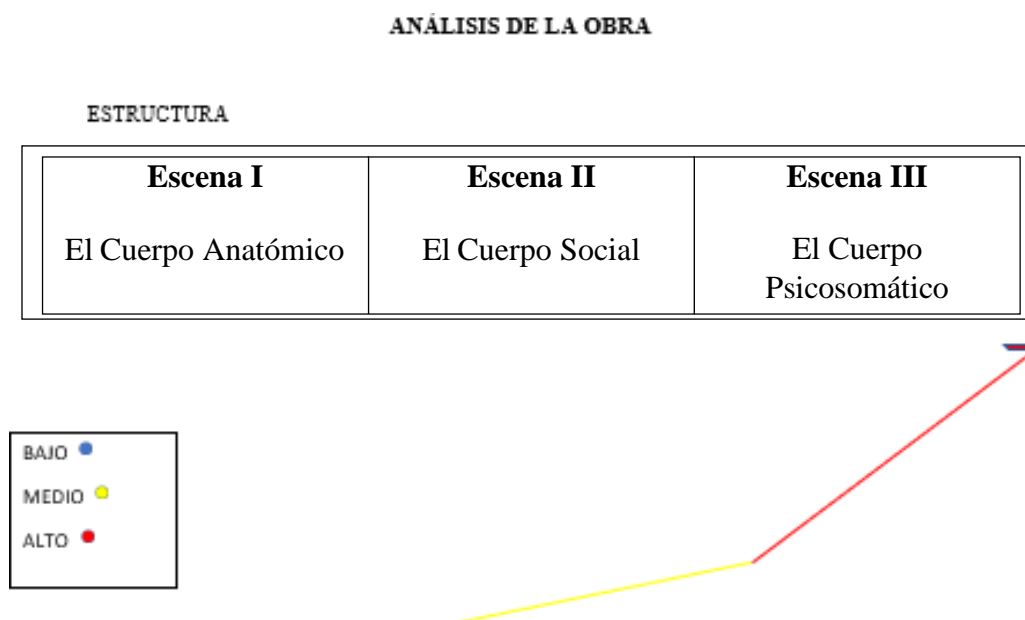 ANÁLISIS DE LA OBRA
ESTRUCTURA
Escena I
El Cuerpo Anatómico
Escena II
El Cuerpo Social
Escena III
El Cuerpo
Psicosomático
BAJO
MEDIO
ALTO